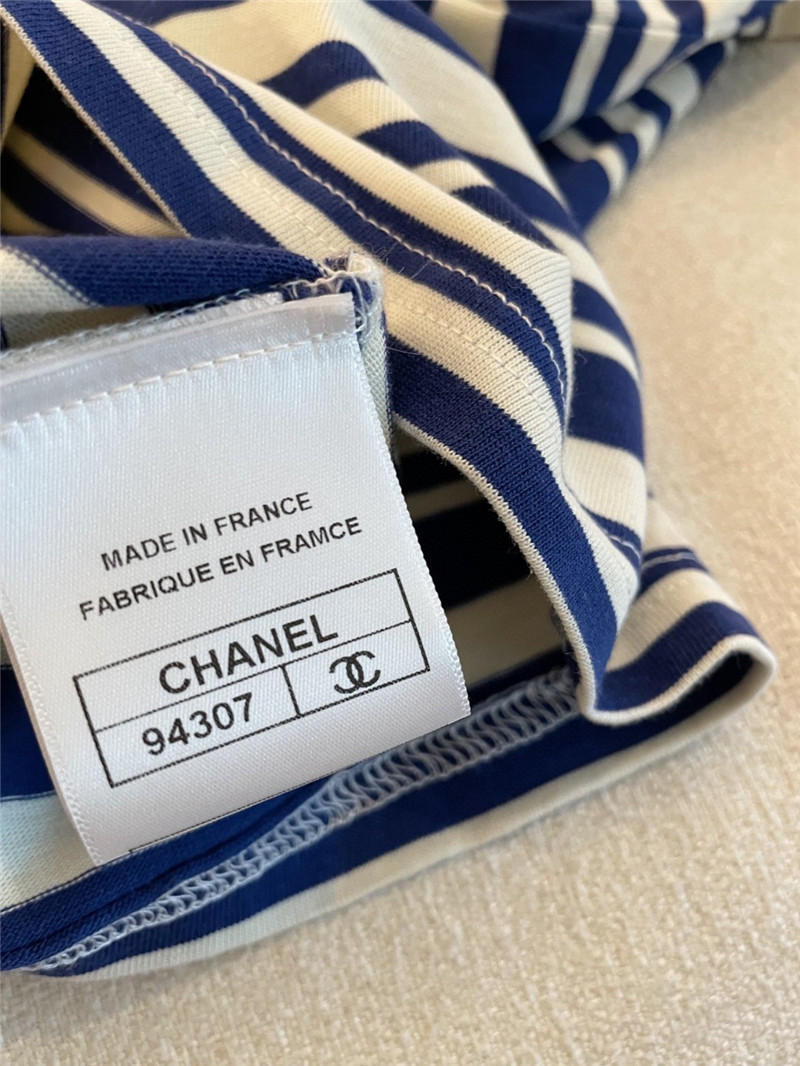 MADE IN FRANCE
FABRIQUE EN FRAMCE
CHANEL
94307